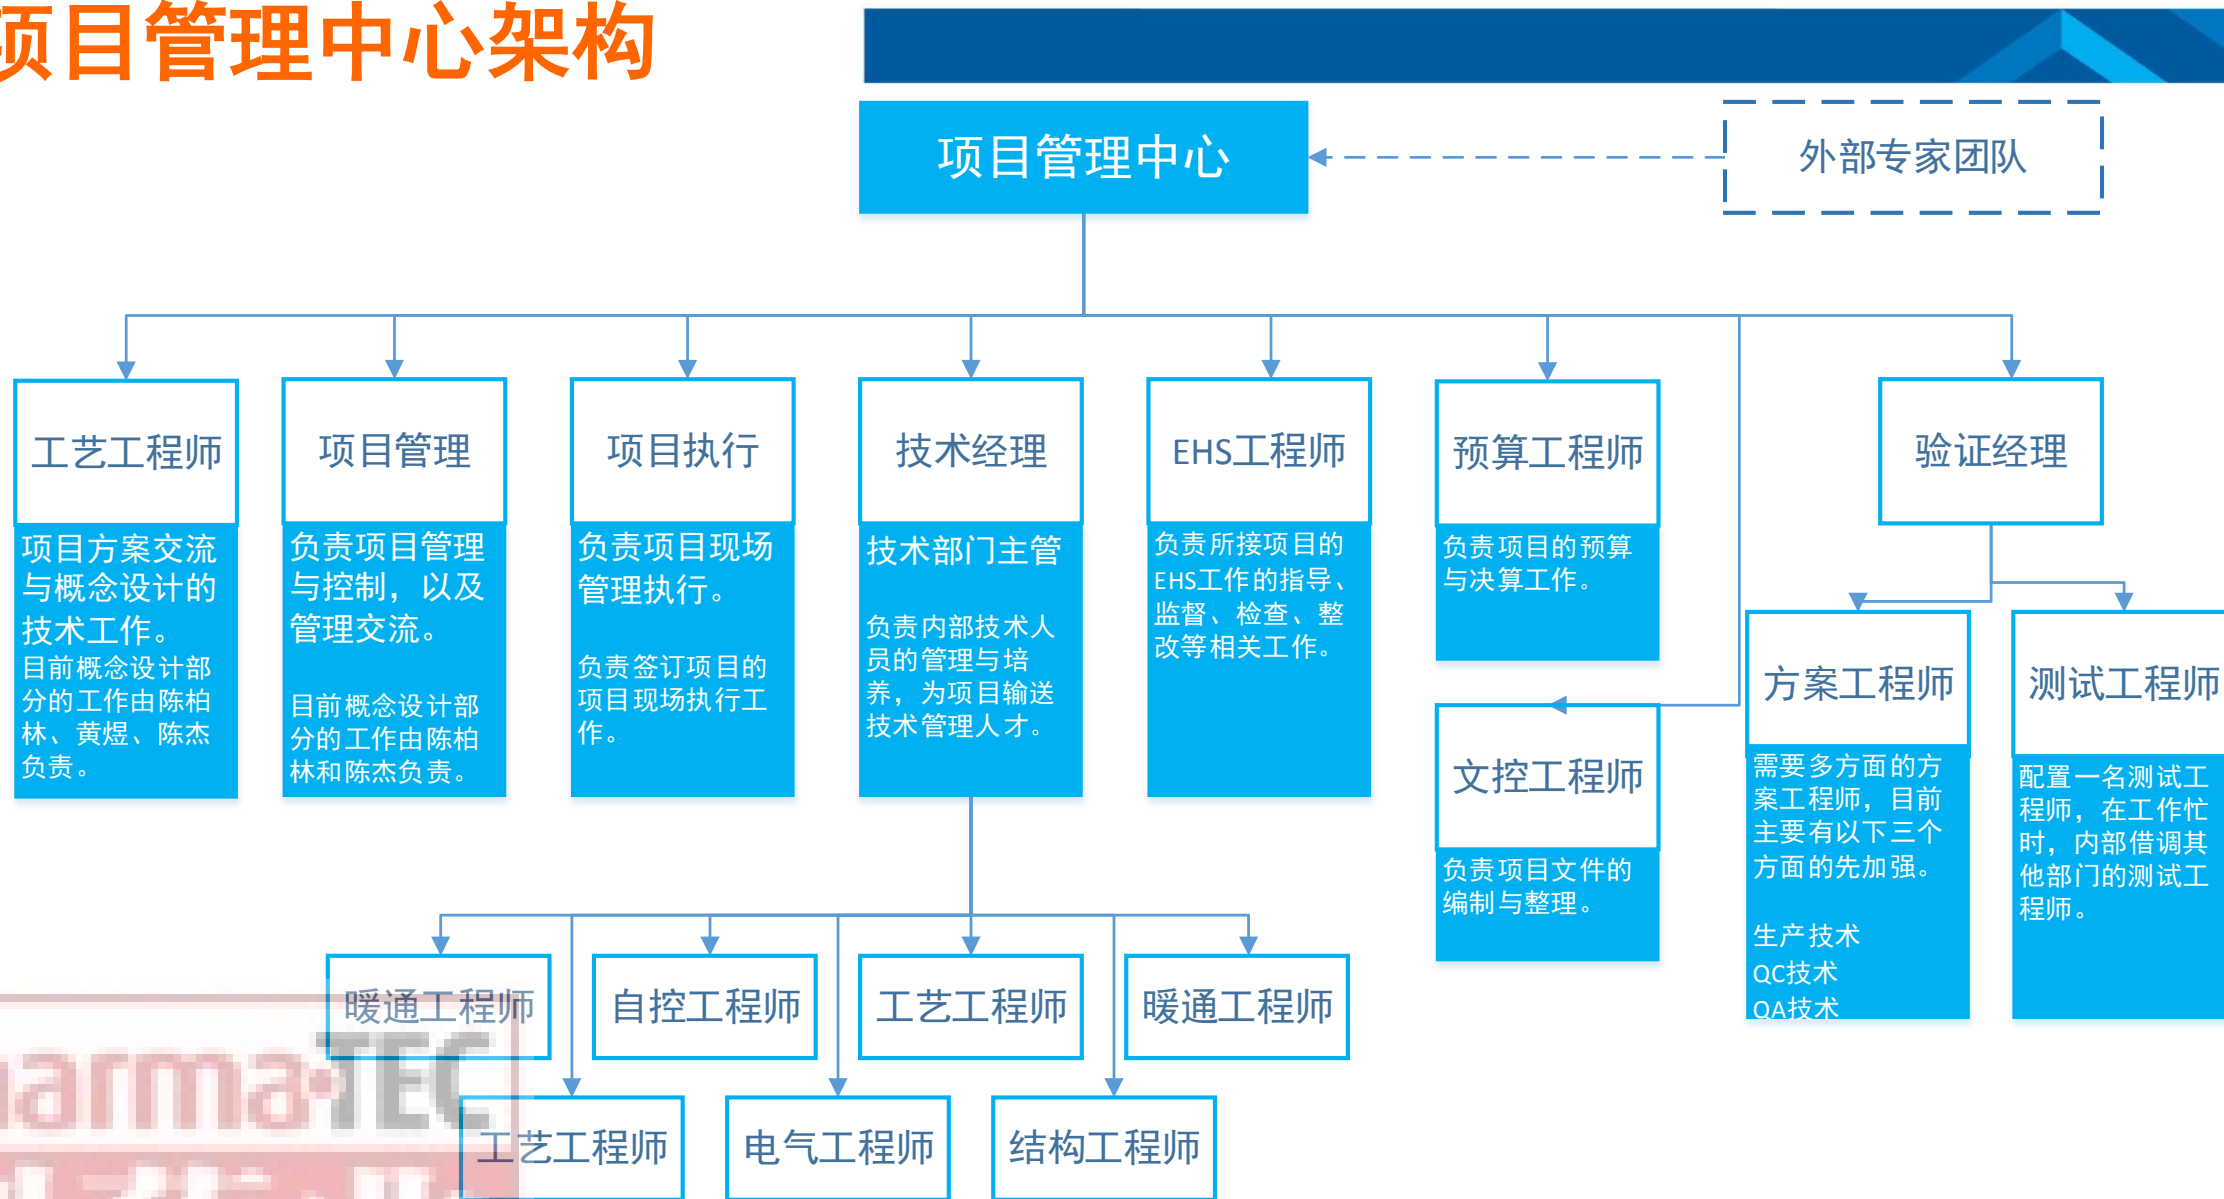 项目管理中心架构
项目管理中心
外部专家团队
工艺工程师
项目方案交流
与概念设计的
技术工作。
目前概念设计部
分的工作由陈柏
林、黄煜、陈杰
负责。
项目管理
负责项目管理
与控制，以及
管理交流。
目前概念设计部
分的工作由陈柏
林和陈杰负责。
项目执行
负责项目现场
管理执行。
负责签订项目的
项目现场执行工
作。
技术经理
技术部门主管
负责内部技术人
员的管理与培
养，为项目输送
技术管理人才。
EHS工程师
负责所接项目的
EHS工作的指导、
监督、检查、整
改等相关工作。
预算工程师
负责项目的预算
与决算工作。
文控工程师
负责项目文件的
编制与整理。
验证经理
方案工程师
需要多方面的方
案工程师，目前
主要有以下三个
方面的先加强。
生产技术
QC技术
QA技术
测试工程师
配置一名测试工
程师，在工作忙
时，内部借调其
他部门的测试工
程师。
暖通工程师
自控工程师
工艺工程师
暖通工程师
工艺工程师
电气工程师
结构工程师
arma•TEC